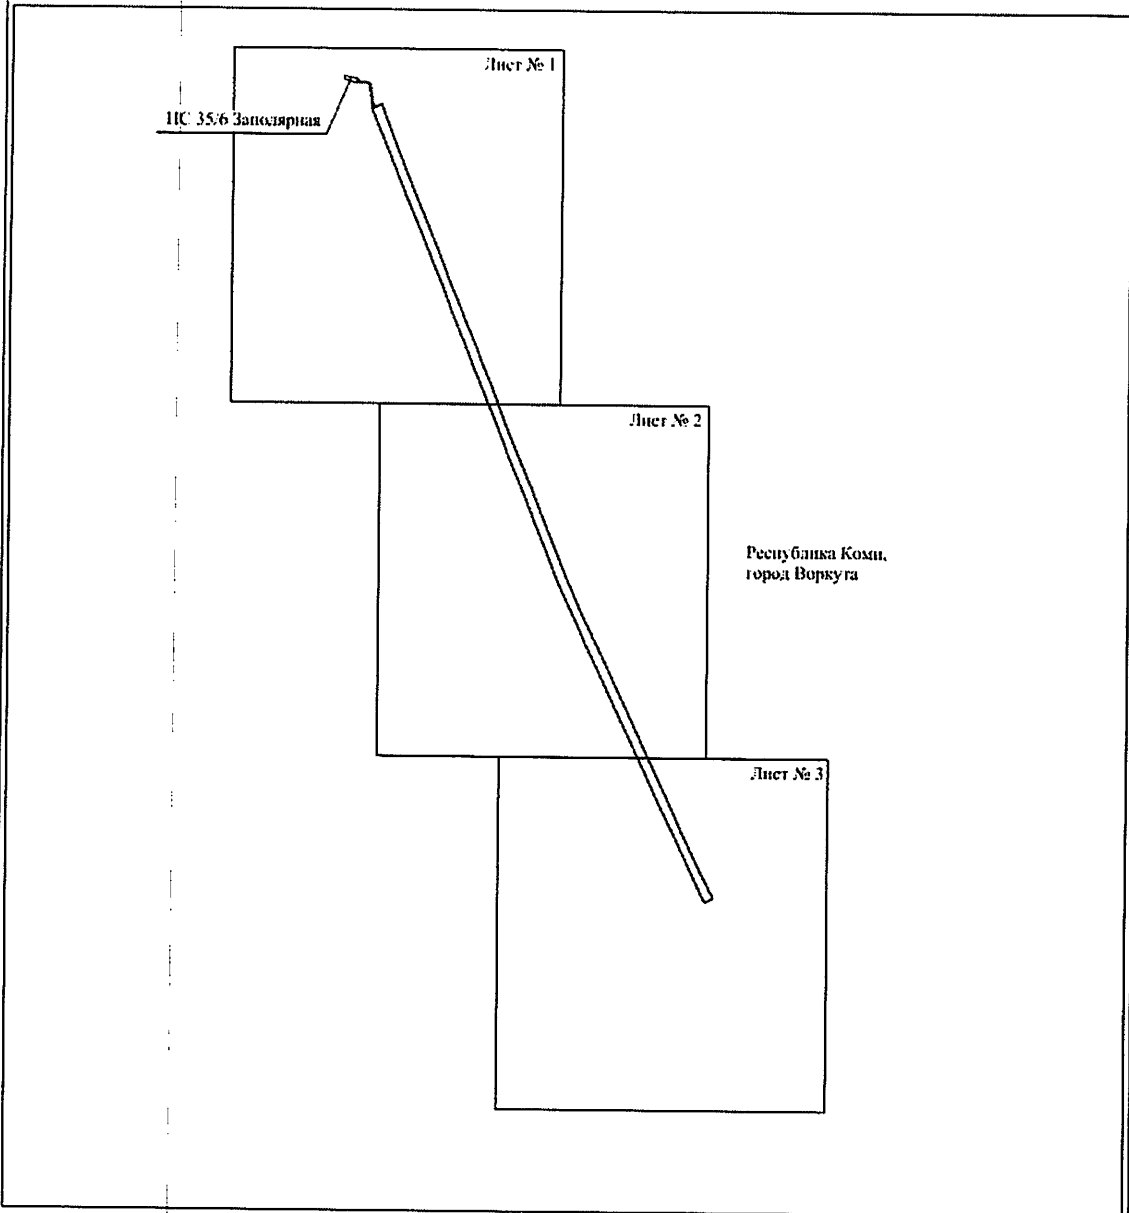 Лист № 1
ПС 35/6 Заполярная
Лист № 2
Республика Коми,
город Воркута
Лист № 3